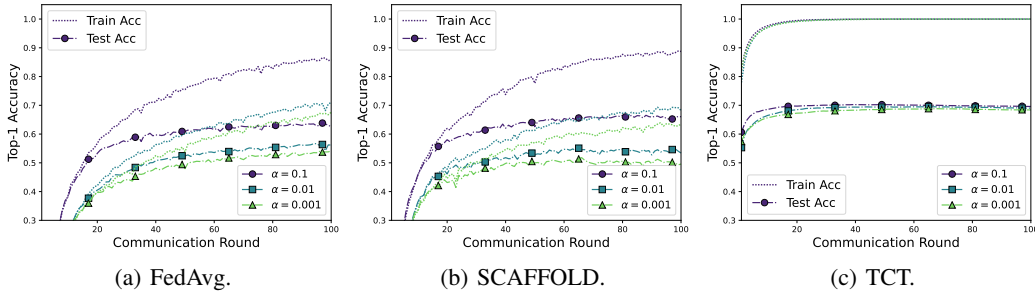 1.0
0.9
0.8
0.7
0.6
0.5
0.4
0.3
Top-1 Accuracy
Train Acc
Test Acc
α = 0.1
α = 0.01
α = 0.001
20 40 60 80 100
Communication Round
(a) FedAvg.
1.0
0.9
0.8
0.7
0.6
0.5
0.4
0.3
Top-1 Accuracy
Train Acc
Test Acc
α = 0.1
α = 0.01
α = 0.001
20 40 60 80 100
Communication Round
(b) SCAFFOLD.
1.0
0.9
0.8
0.7
0.6
0.5
0.4
0.3
Top-1 Accuracy
Train Acc
Test Acc
α = 0.1
α = 0.01
α = 0.001
20 40 60 80 100
Communication Round
(c) TCT.